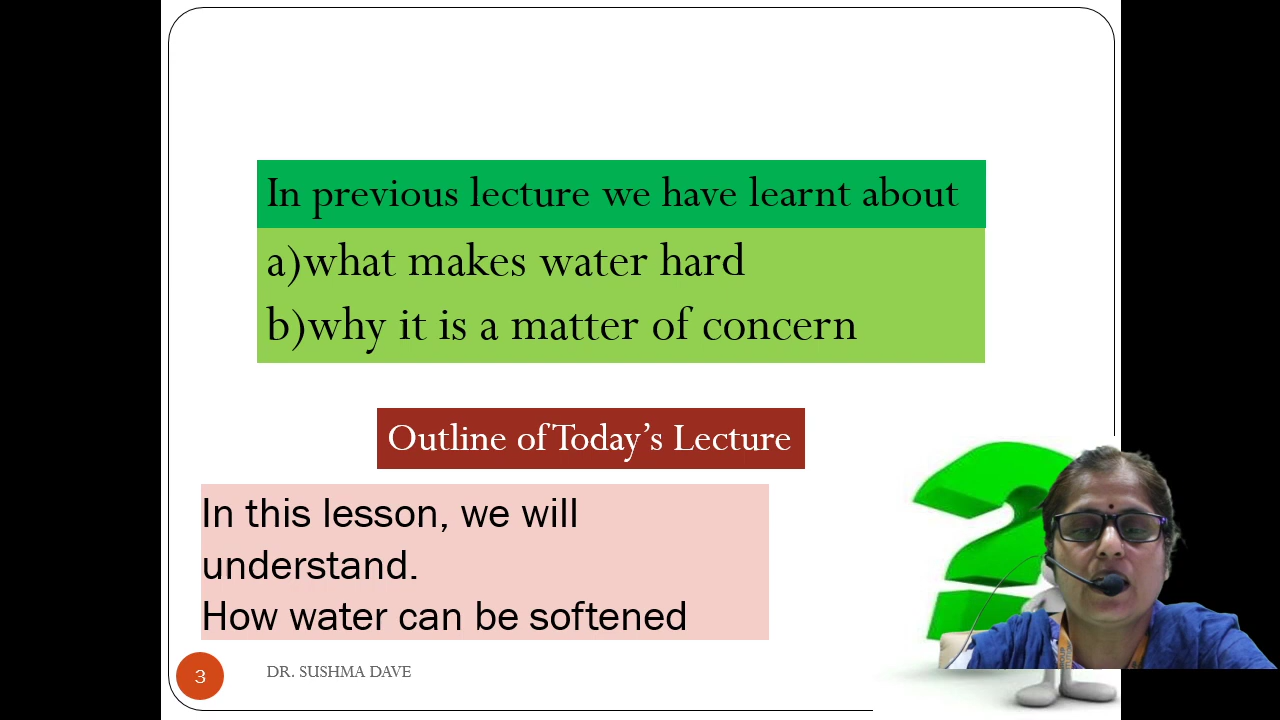 In previous lecture we have learnt about
a)what makes water hard
b)why it is a matter of concern
Outline of Today's Lecture
In this lesson, we will
understand.
How water can be softened
3
DR. SUSHMA DAVE